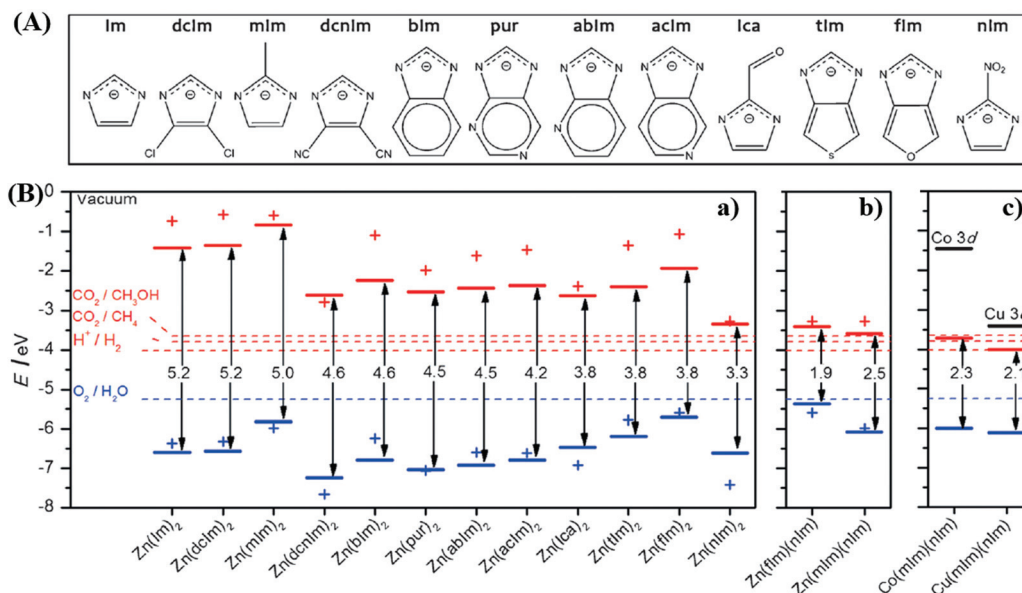 (A)
Im dcIm mIm dcnIm bIm pur abIm acIm Ica tIm fIm nIm
N N Cl Cl
N N
N N NC CN
N N
N N N N
N N N
N N N
O N N
N N S
N N O
NO₂ N N
(B)
a) b) c)
Vacuum
0
-1
-2
-3
-4
-5
-6
-7
-8
E / eV
CO₂ / CH₃OH
CO₂ / CH₄
H⁺ / H₂
O₂ / H₂O
5.2 5.2 5.0 4.6 4.6 4.5 4.5 4.2 3.8 3.8 3.8 3.3 1.9 2.5 2.3
Co 3d
Cu 3
Zn(Im)₂
Zn(dcIm)₂
Zn(mIm)₂
Zn(dcnIm)₂
Zn(bIm)₂
Zn(pur)₂
Zn(abIm)₂
Zn(acIm)₂
Zn(Ica)₂
Zn(tIm)₂
Zn(fIm)₂
Zn(nIm)₂
Zn(fIm)(nIm)
Zn(mIm)(nIm)
Co(mIm)(nIm)
Cu(mIm)(nIm)